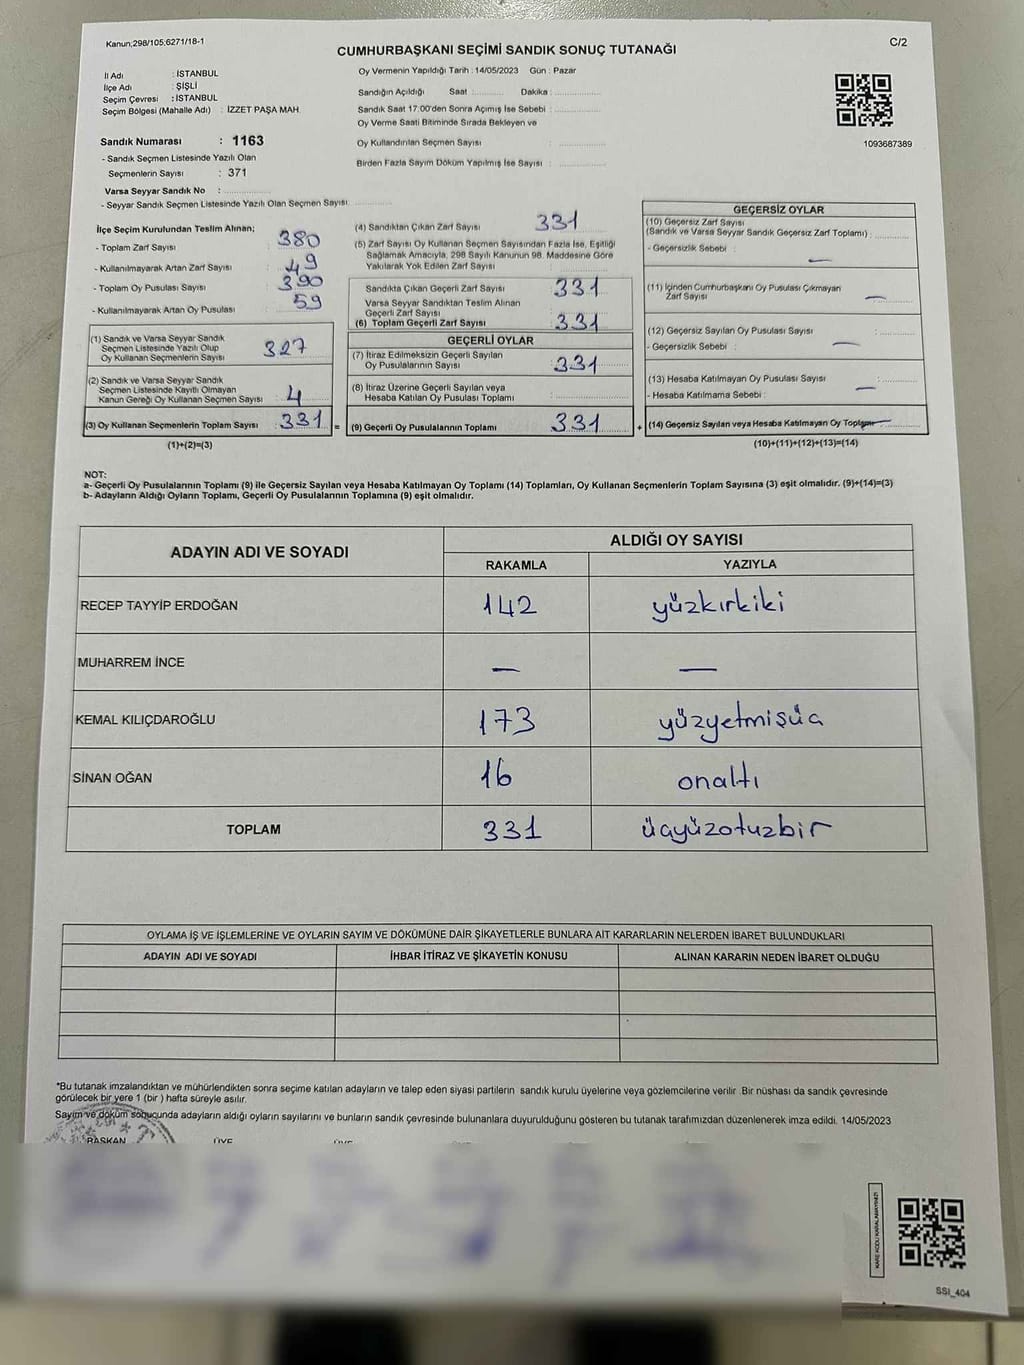 Kanun;298/105;6271/18-1
C/2
CUMHURBAŞKANI SEÇİMİ SANDIK SONUÇ TUTANAĞI
İl Adı : İSTANBUL
İlçe Adı : ŞİŞLİ
Seçim Çevresi : İSTANBUL
Seçim Bölgesi (Mahalle Adı) : İZZET PAŞA MAH.
Sandık Numarası : 1163
- Sandık Seçmen Listesinde Yazılı Olan
Seçmenlerin Sayısı : 371
Varsa Seyyar Sandık No :
- Seyyar Sandık Seçmen Listesinde Yazılı Olan Seçmen Sayısı
Oy Vermenin Yapıldığı Tarih : 14/05/2023 Gün : Pazar
Sandığın Açıldığı Saat : Dakika :
Sandık Saat 17:00'den Sonra Açmış İse Sebebi :
Oy Verme Saati Bitiminde Sırada Bekleyen ve
Oy Kullandırılan Seçmen Sayısı :
Birden Fazla Sayım Döküm Yapılmış İse Sayısı :
1093687389
İlçe Seçim Kurulundan Teslim Alınan;
- Toplam Zarf Sayısı : 380
- Kullanılmayarak Artan Zarf Sayısı : 49
- Toplam Oy Pusulası Sayısı : 390
- Kullanılmayarak Artan Oy Pusulası : 59
(1) Sandık ve Varsa Seyyar Sandık
Seçmen Listesinde Yazılı Olup
Oy Kullanan Seçmenlerin Sayısı : 327
(2) Sandık ve Varsa Seyyar Sandık
Seçmen Listesinde Kayıtlı Olmayan
Kanun Gereği Oy Kullanan Seçmen Sayısı : 4
(3) Oy Kullanan Seçmenlerin Toplam Sayısı : 331 =
(1)+(2)=(3)
(4) Sandıktan Çıkan Zarf Sayısı : 331
(5) Zarf Sayısı Oy Kullanan Seçmen Sayısından Fazla İse, Eşitliği
Sağlamak Amacıyla, 298 Sayılı Kanunun 98. Maddesine Göre
Yakılarak Yok Edilen Zarf Sayısı :
Sandıkta Çıkan Geçerli Zarf Sayısı : 331
Varsa Seyyar Sandıktan Teslim Alınan
Geçerli Zarf Sayısı :
(6) Toplam Geçerli Zarf Sayısı : 331
GEÇERLİ OYLAR
(7) İtiraz Edilmeksizin Geçerli Sayılan
Oy Pusulalarının Sayısı : 331
(8) İtiraz Üzerine Geçerli Sayılan veya
Hesaba Katılan Oy Pusulası Toplamı :
(9) Geçerli Oy Pusulalarının Toplamı : 331 +
GEÇERSİZ OYLAR
(10) Geçersiz Zarf Sayısı
(Sandık ve Varsa Seyyar Sandık Geçersiz Zarf Toplamı) :
- Geçersizlik Sebebi : —
(11) İçinden Cumhurbaşkanı Oy Pusulası Çıkmayan
Zarf Sayısı : —
(12) Geçersiz Sayılan Oy Pusulası Sayısı :
- Geçersizlik Sebebi : —
(13) Hesaba Katılmayan Oy Pusulası Sayısı :
- Hesaba Katılmama Sebebi : —
(14) Geçersiz Sayılan veya Hesaba Katılmayan Oy Toplamı —
(10)+(11)+(12)+(13)=(14)
NOT:
a- Geçerli Oy Pusulalarının Toplamı (9) ile Geçersiz Sayılan veya Hesaba Katılmayan Oy Toplamı (14) Toplamları, Oy Kullanan Seçmenlerin Toplam Sayısına (3) eşit olmalıdır. (9)+(14)=(3)
b- Adayların Aldığı Oyların Toplamı, Geçerli Oy Pusulalarının Toplamına (9) eşit olmalıdır.
ADAYIN ADI VE SOYADI ALDIĞI OY SAYISI
RAKAMLA YAZIYLA
RECEP TAYYİP ERDOĞAN 142 yüzkırkiki
MUHARREM İNCE — —
KEMAL KILIÇDAROĞLU 173 yüzyetmişüç
SİNAN OĞAN 16 onaltı
TOPLAM 331 üçyüzotuzbir
OYLAMA İŞ VE İŞLEMLERİNE VE OYLARIN SAYIM VE DÖKÜMÜNE DAİR ŞİKAYETLERLE BUNLARA AİT KARARLARIN NELERDEN İBARET BULUNDUKLARI
ADAYIN ADI VE SOYADI İHBAR İTİRAZ VE ŞİKAYETİN KONUSU ALINAN KARARIN NEDEN İBARET OLDUĞU
*Bu tutanak imzalandıktan ve mühürlendikten sonra seçime katılan adayların ve talep eden siyasi partilerin sandık kurulu üyelerine veya gözlemcilerine verilir. Bir nüshası da sandık çevresinde
görülecek bir yere 1 (bir ) hafta süreyle asılır.
Sayım ve döküm sonucunda adayların aldığı oyların sayılarını ve bunların sandık çevresinde bulunanlara duyurulduğunu gösteren bu tutanak tarafımızdan düzenlenerek imza edildi. 14/05/2023
BAŞKAN ÜYE
KARE KODU KARALAMAYINIZ!
SSİ_404